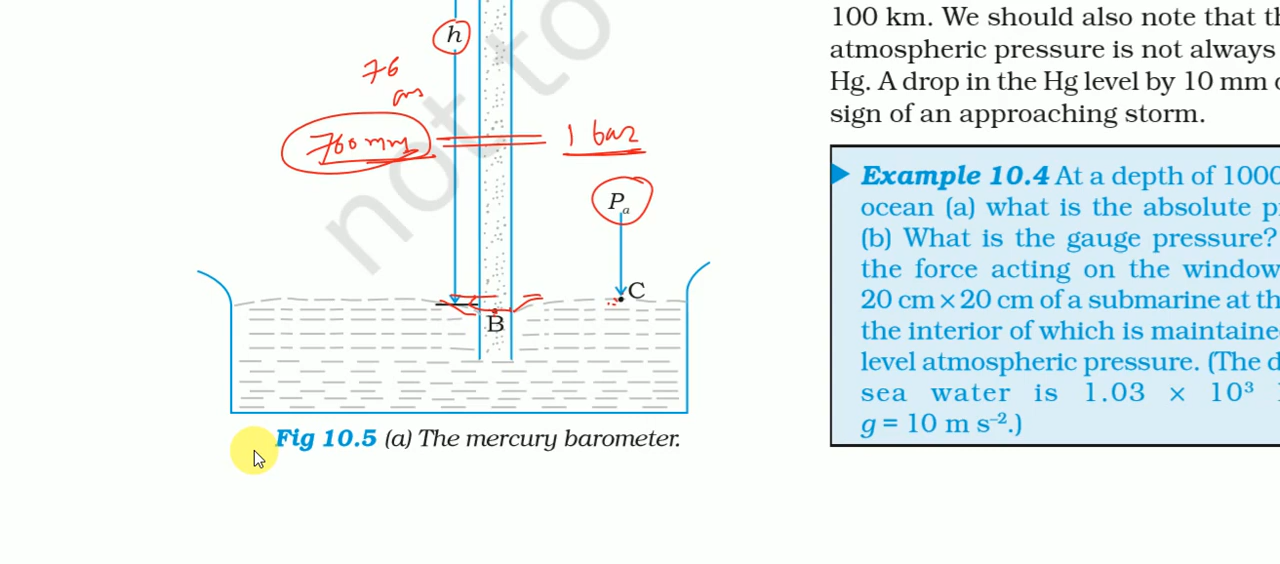 h
76
cms
760 mm
1 bar
Pa
C
B
Fig 10.5 (a) The mercury barometer.
not to
100 km. We should also note that th
atmospheric pressure is not always
Hg. A drop in the Hg level by 10 mm o
sign of an approaching storm.
Example 10.4 At a depth of 1000
ocean (a) what is the absolute p
(b) What is the gauge pressure?
the force acting on the window
20 cm × 20 cm of a submarine at th
the interior of which is maintaine
level atmospheric pressure. (The d
sea water is 1.03 × 10³
g = 10 m s⁻².)